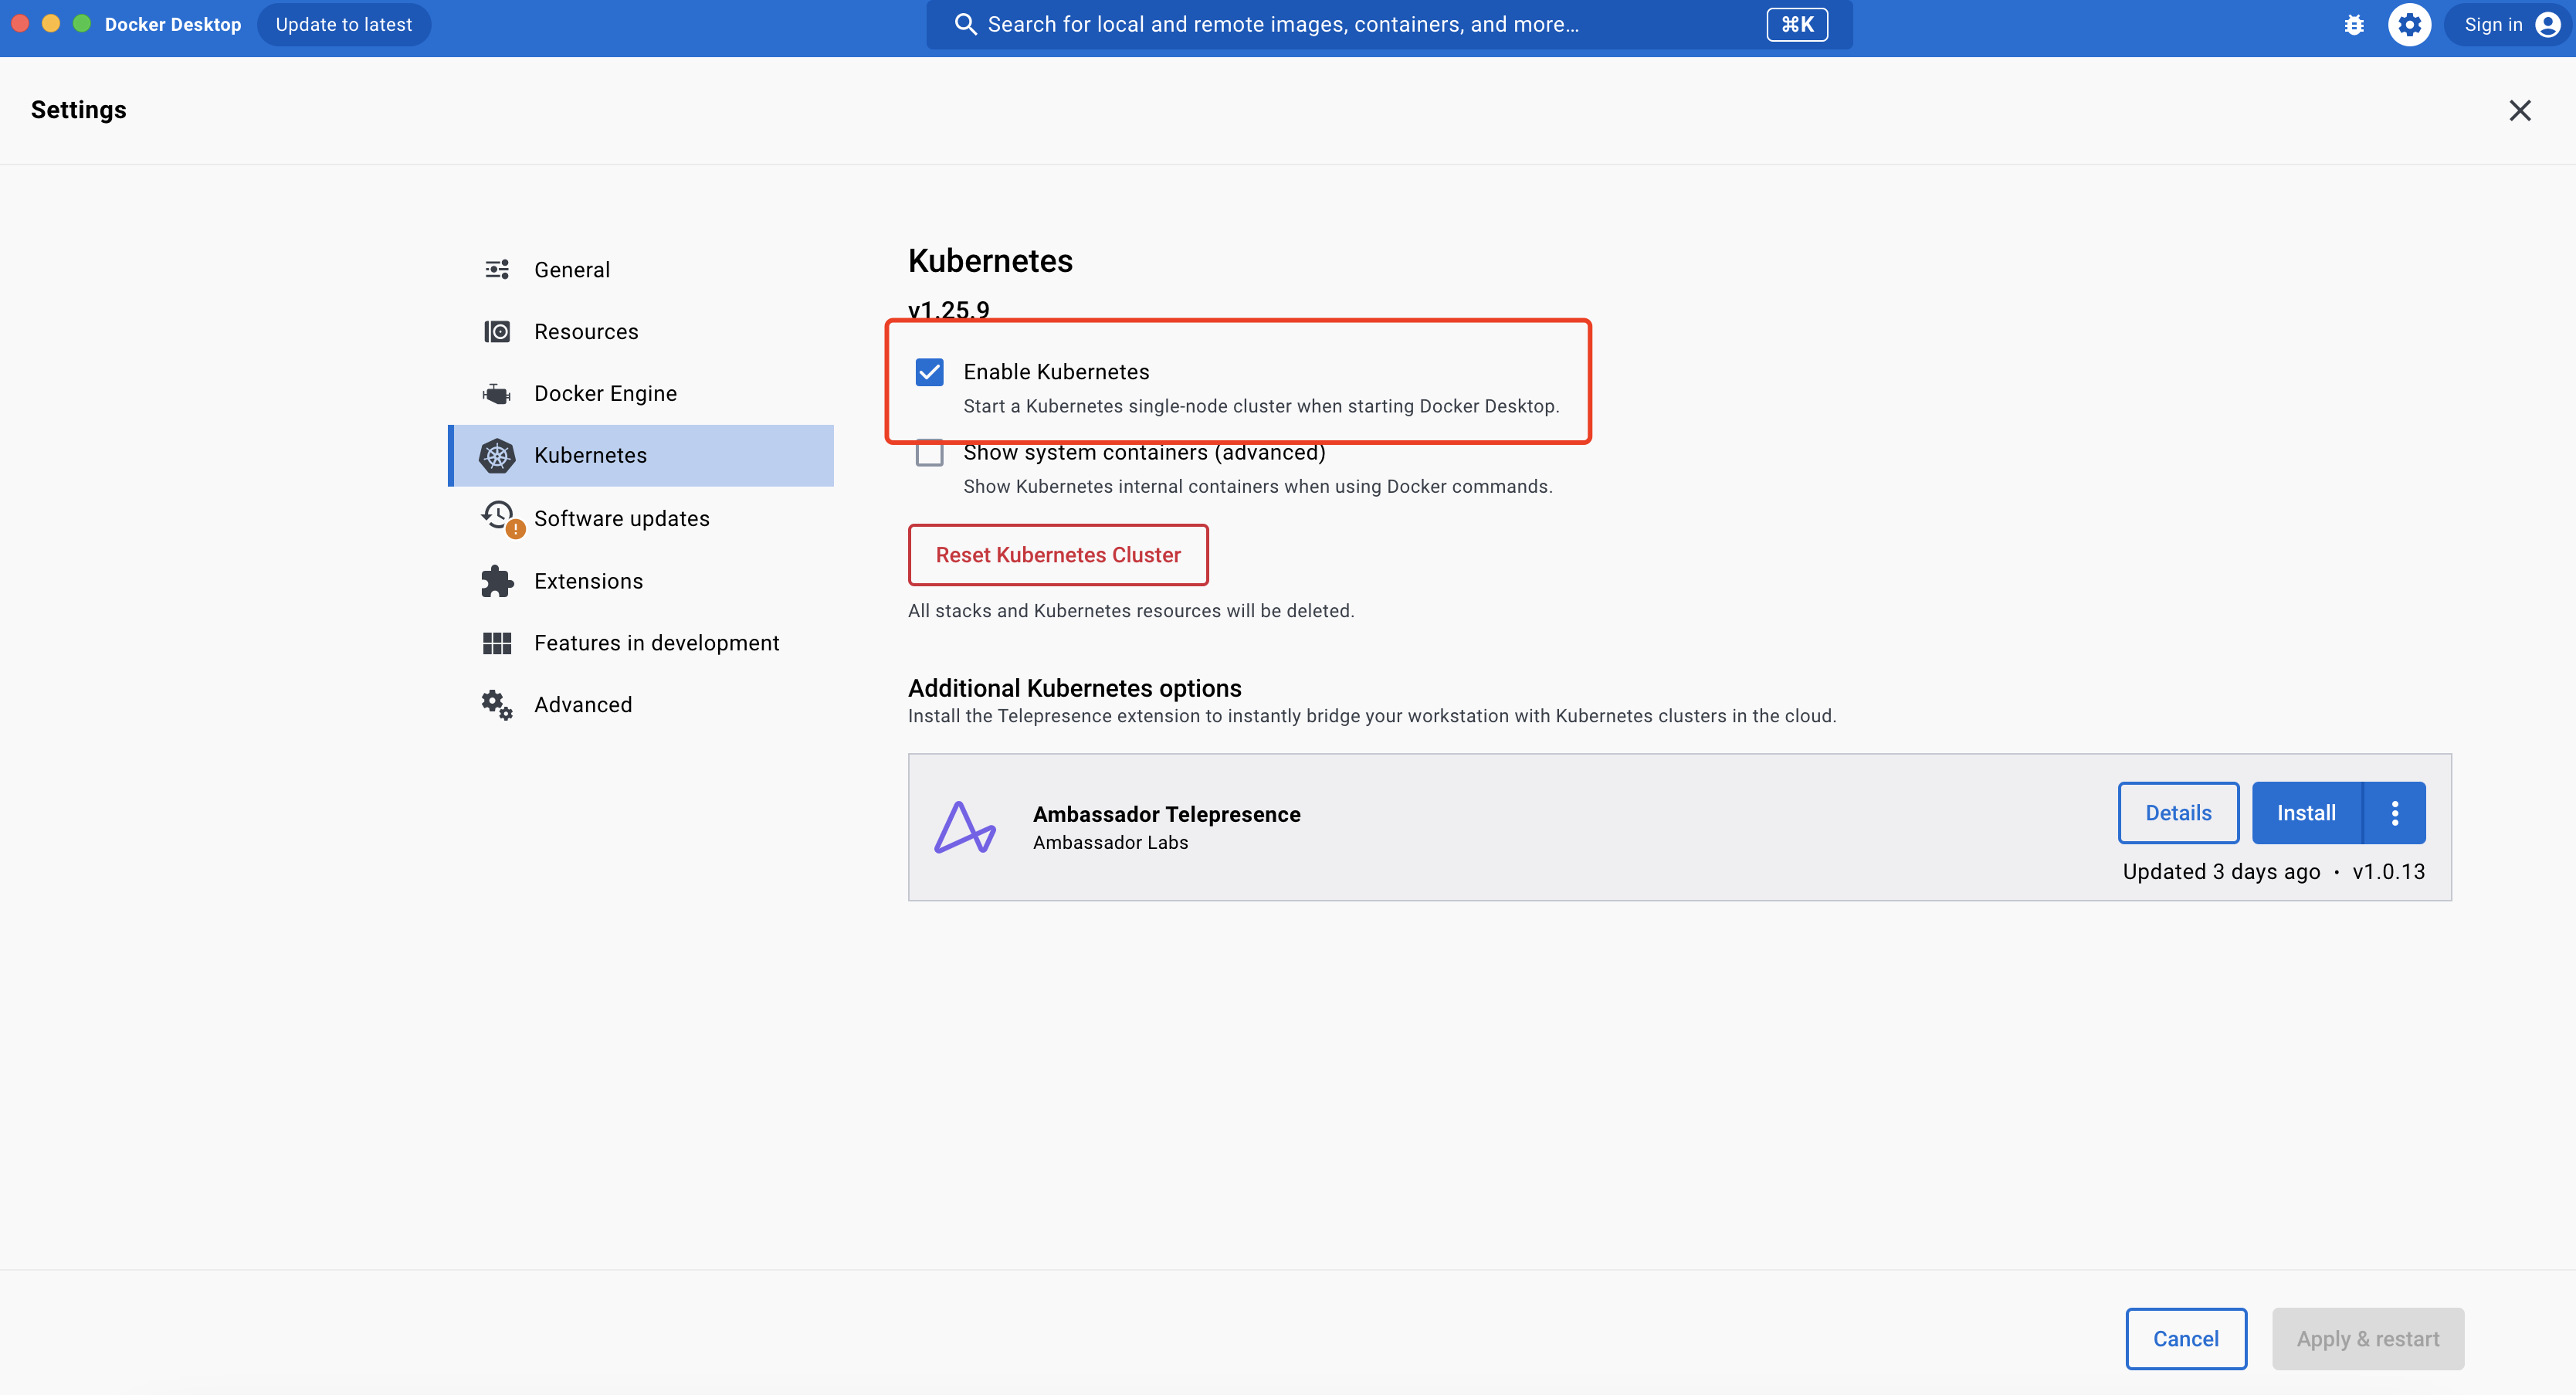 Docker Desktop
Update to latest
Search for local and remote images, containers, and more...
⌘K
Sign in
Settings
General
Resources
Docker Engine
Kubernetes
Software updates
Extensions
Features in development
Advanced
Kubernetes
v1.25.9
Enable Kubernetes
Start a Kubernetes single-node cluster when starting Docker Desktop.
Show system containers (advanced)
Show Kubernetes internal containers when using Docker commands.
Reset Kubernetes Cluster
All stacks and Kubernetes resources will be deleted.
Additional Kubernetes options
Install the Telepresence extension to instantly bridge your workstation with Kubernetes clusters in the cloud.
Ambassador Telepresence
Ambassador Labs
Details
Install
Updated 3 days ago • v1.0.13
Cancel
Apply & restart